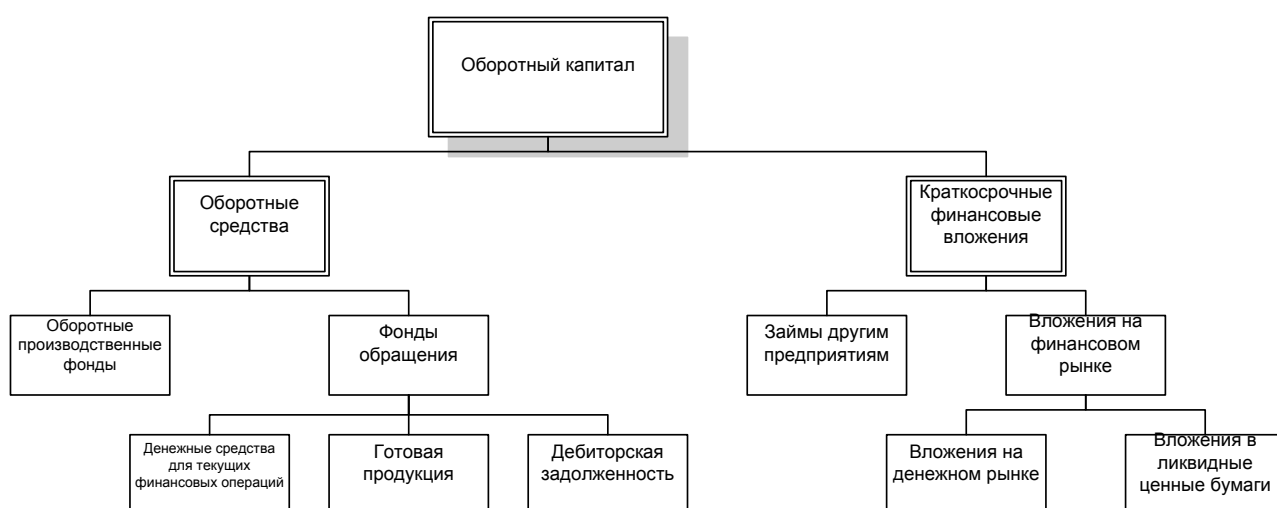 Оборотный капитал
Оборотные
средства
Краткосрочные
финансовые
вложения
Оборотные
производственные
фонды
Фонды
обращения
Займы другим
предприятиям
Вложения на
финансовом
рынке
Денежные средства
для текущих
финансовых операций
Готовая
продукция
Дебиторская
задолженность
Вложения на
денежном рынке
Вложения в
ликвидные
ценные бумаги